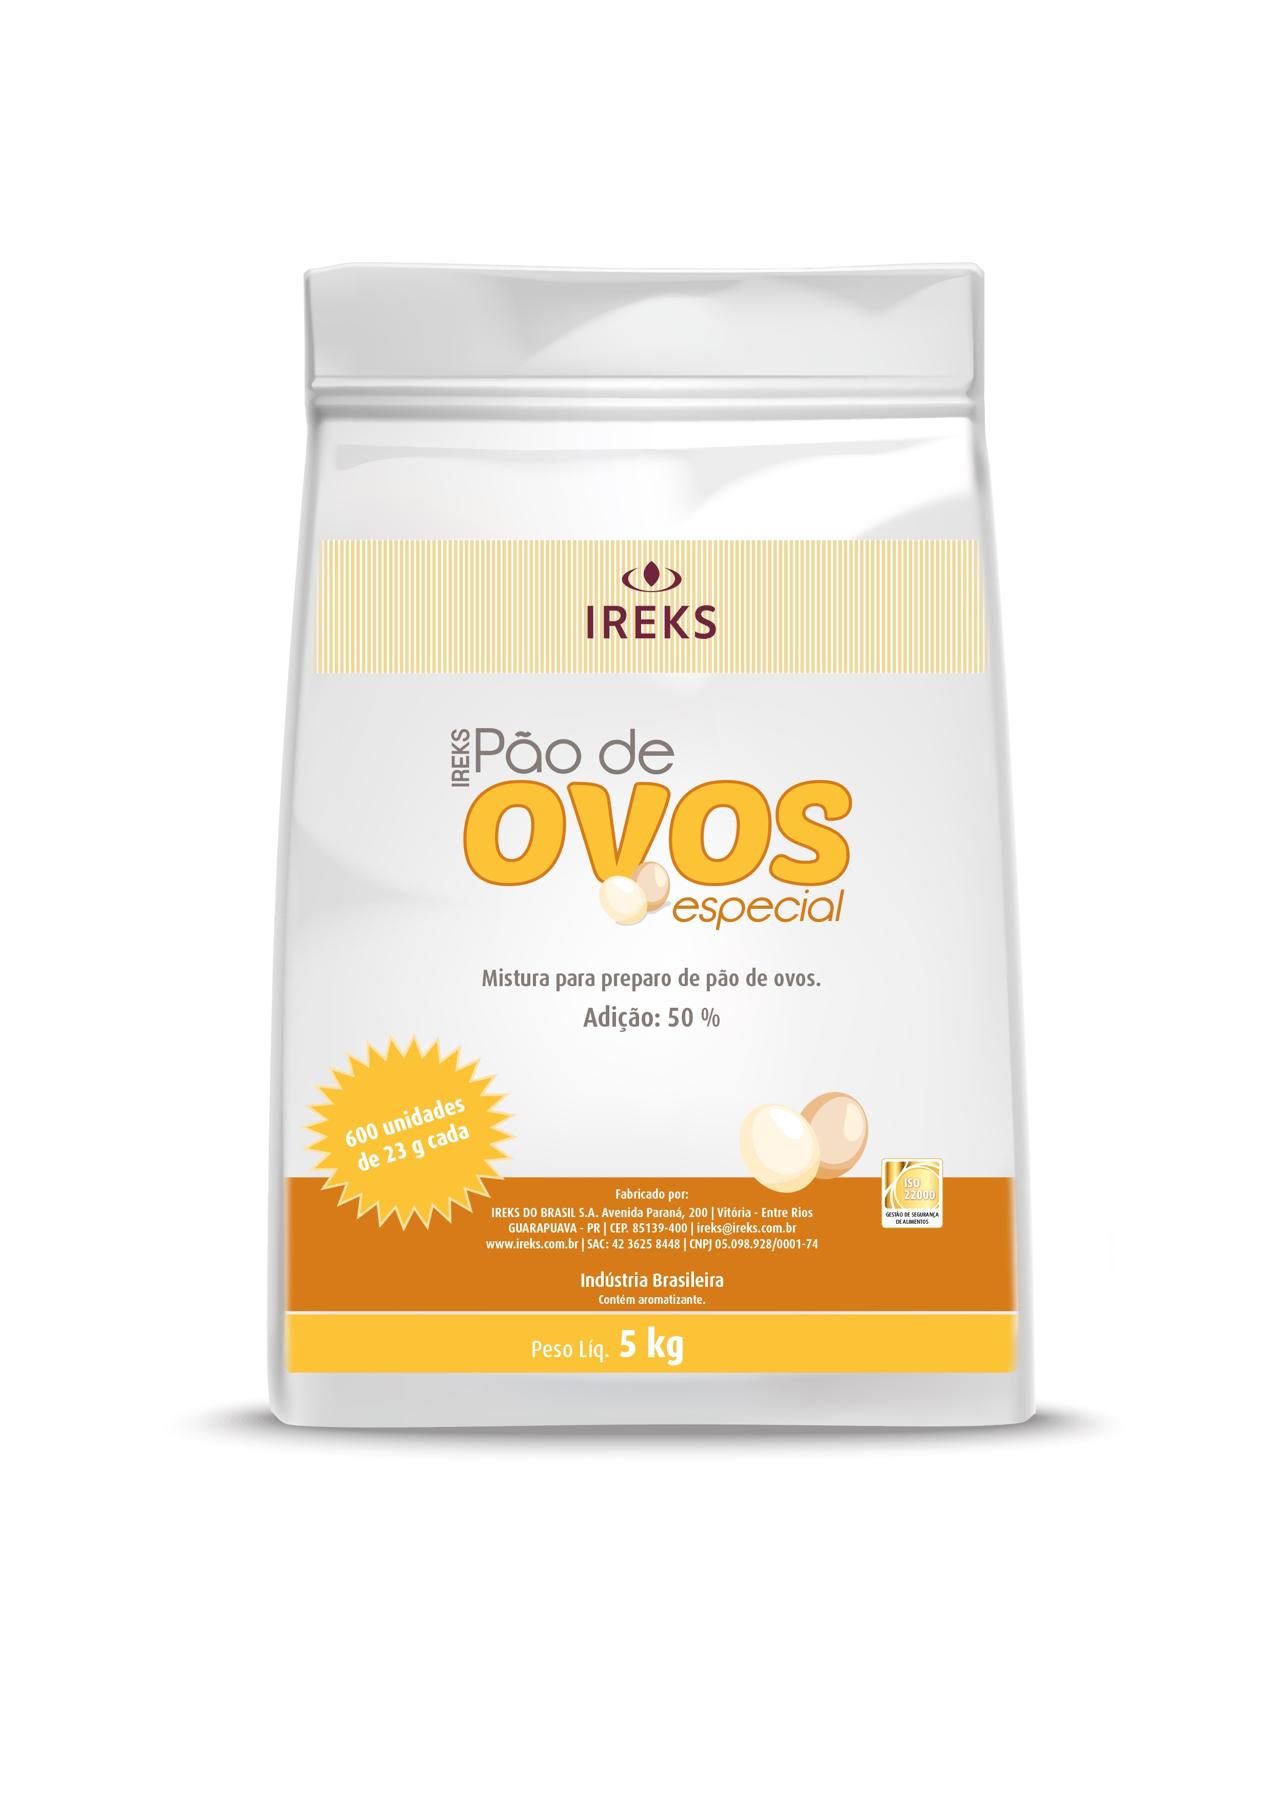 IREKS
IREKS
Pão de
OVOS
especial
Mistura para preparo de pão de ovos.
Adição: 50 %
600 unidades
de 23 g cada
Fabricado por:
IREKS DO BRASIL S.A. Avenida Paraná, 200 | Vitória - Entre Rios
GUARAPUAVA - PR | CEP. 85139-400 | ireks@ireks.com.br
www.ireks.com.br | SAC: 42 3625 8448 | CNPJ 05.098.928/0001-74
ISO
22000
GESTÃO DE SEGURANÇA
DE ALIMENTOS
Indústria Brasileira
Contém aromatizante.
Peso Líq. 5 kg